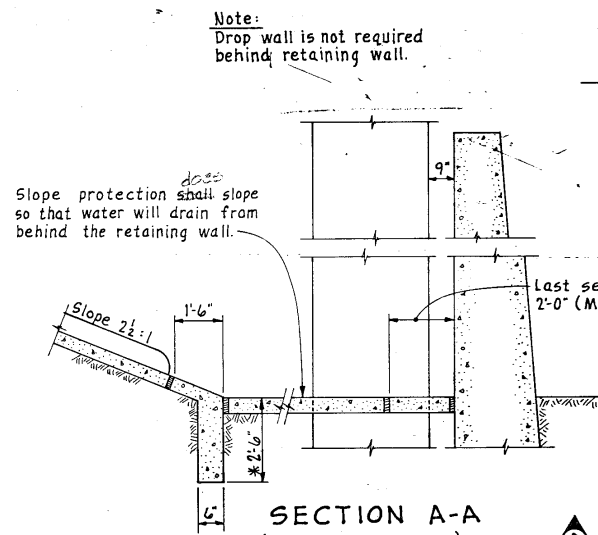 Note:
Drop wall is not required
behind retaining wall.
9"
does
Slope protection shall slope
so that water will drain from
behind the retaining wall.
Last se
2'-0" (M
1'-6"
Slope 2½:1
* 2'-6"
6"
SECTION A-A